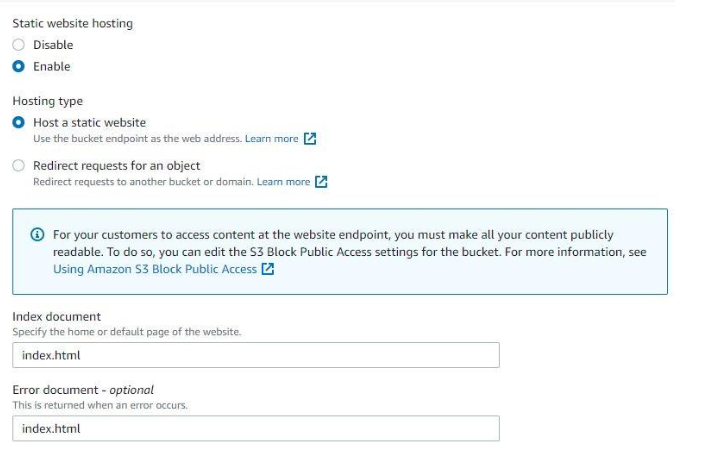 Static website hosting
Disable
Enable
Hosting type
Host a static website
Use the bucket endpoint as the web address. Learn more
Redirect requests for an object
Redirect requests to another bucket or domain. Learn more
For your customers to access content at the website endpoint, you must make all your content publicly
readable. To do so, you can edit the S3 Block Public Access settings for the bucket. For more information, see
Using Amazon S3 Block Public Access
Index document
Specify the home or default page of the website.
index.html
Error document - optional
This is returned when an error occurs.
index.html